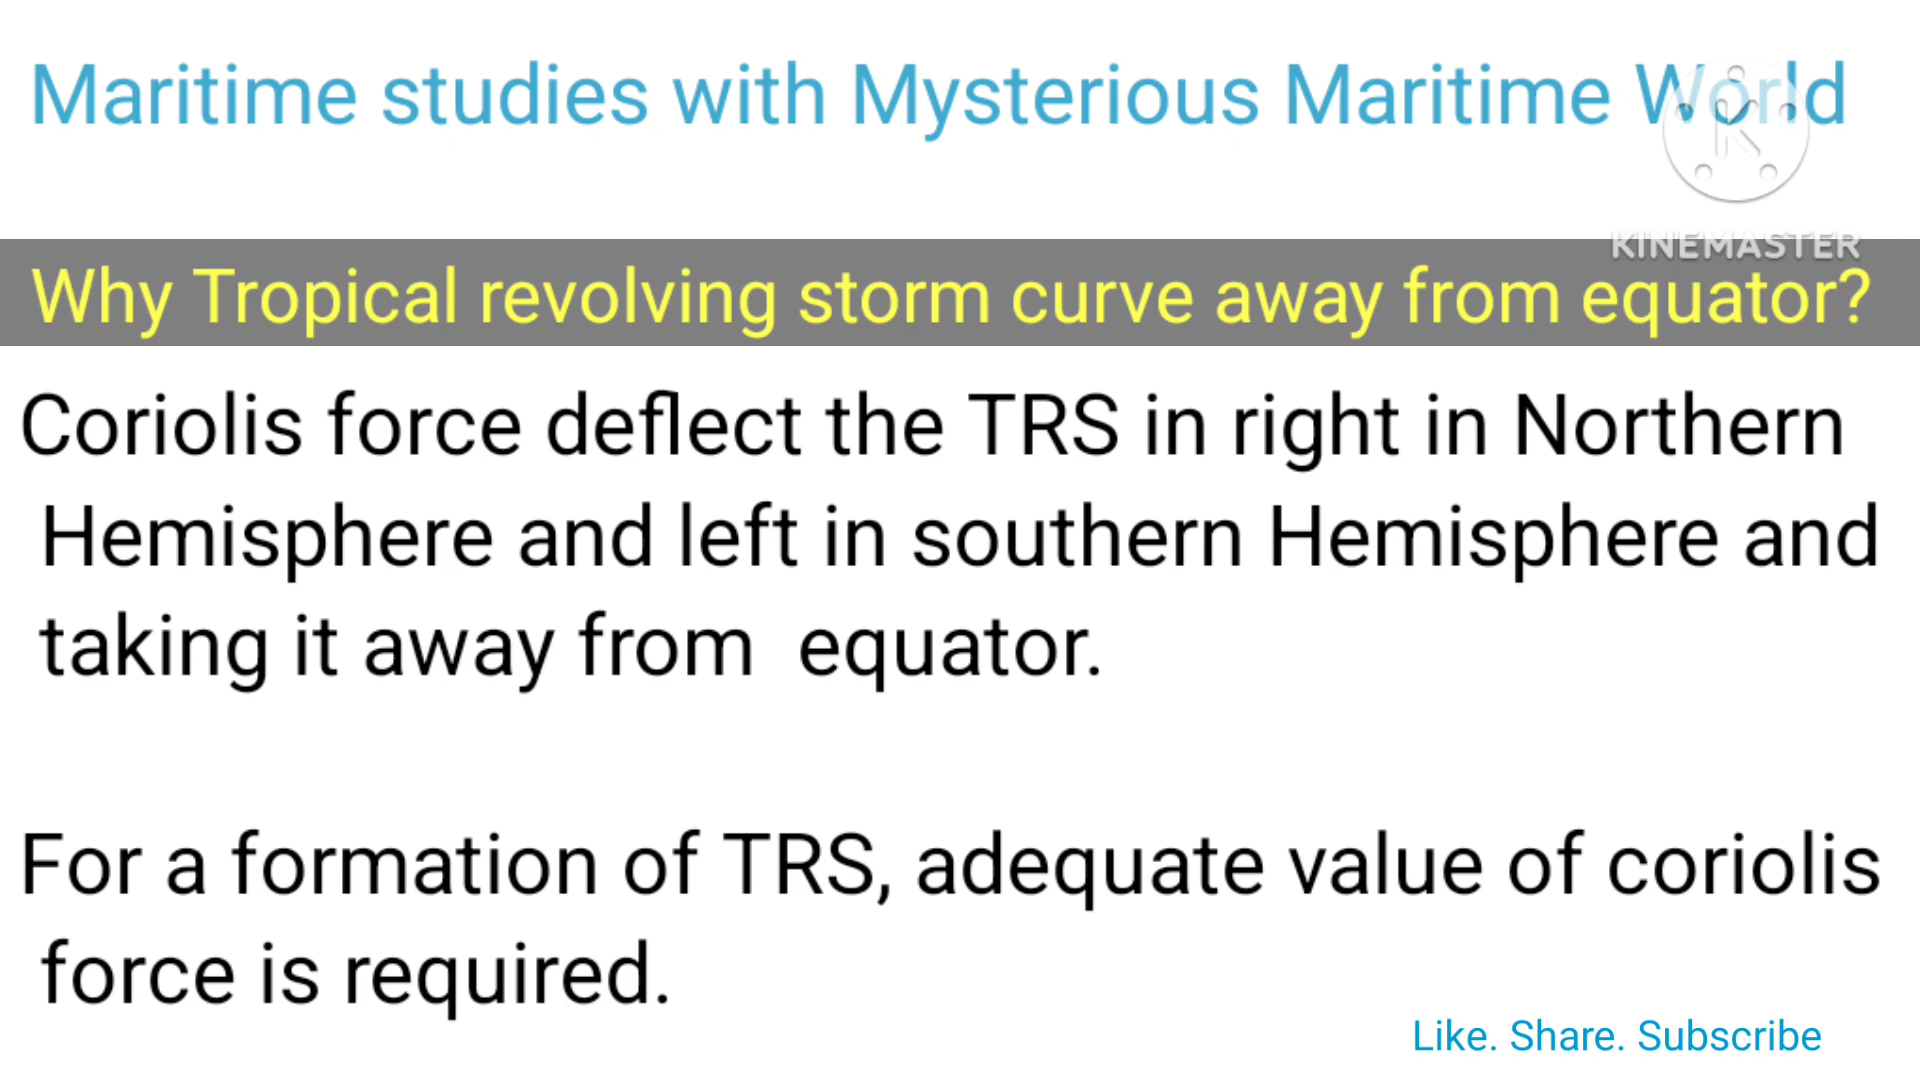 Maritime studies with Mysterious Maritime World
KINEMASTER
Why Tropical revolving storm curve away from equator?
Coriolis force deflect the TRS in right in Northern
Hemisphere and left in southern Hemisphere and
taking it away from equator.
For a formation of TRS, adequate value of coriolis
force is required.
Like. Share. Subscribe